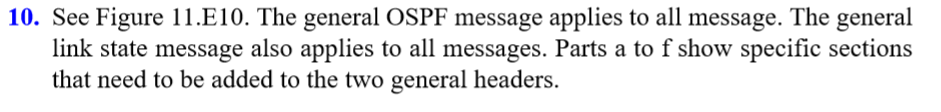 10. See Figure 11.E10. The general OSPF message applies to all message. The general
link state message also applies to all messages. Parts a to f show specific sections
that need to be added to the two general headers.